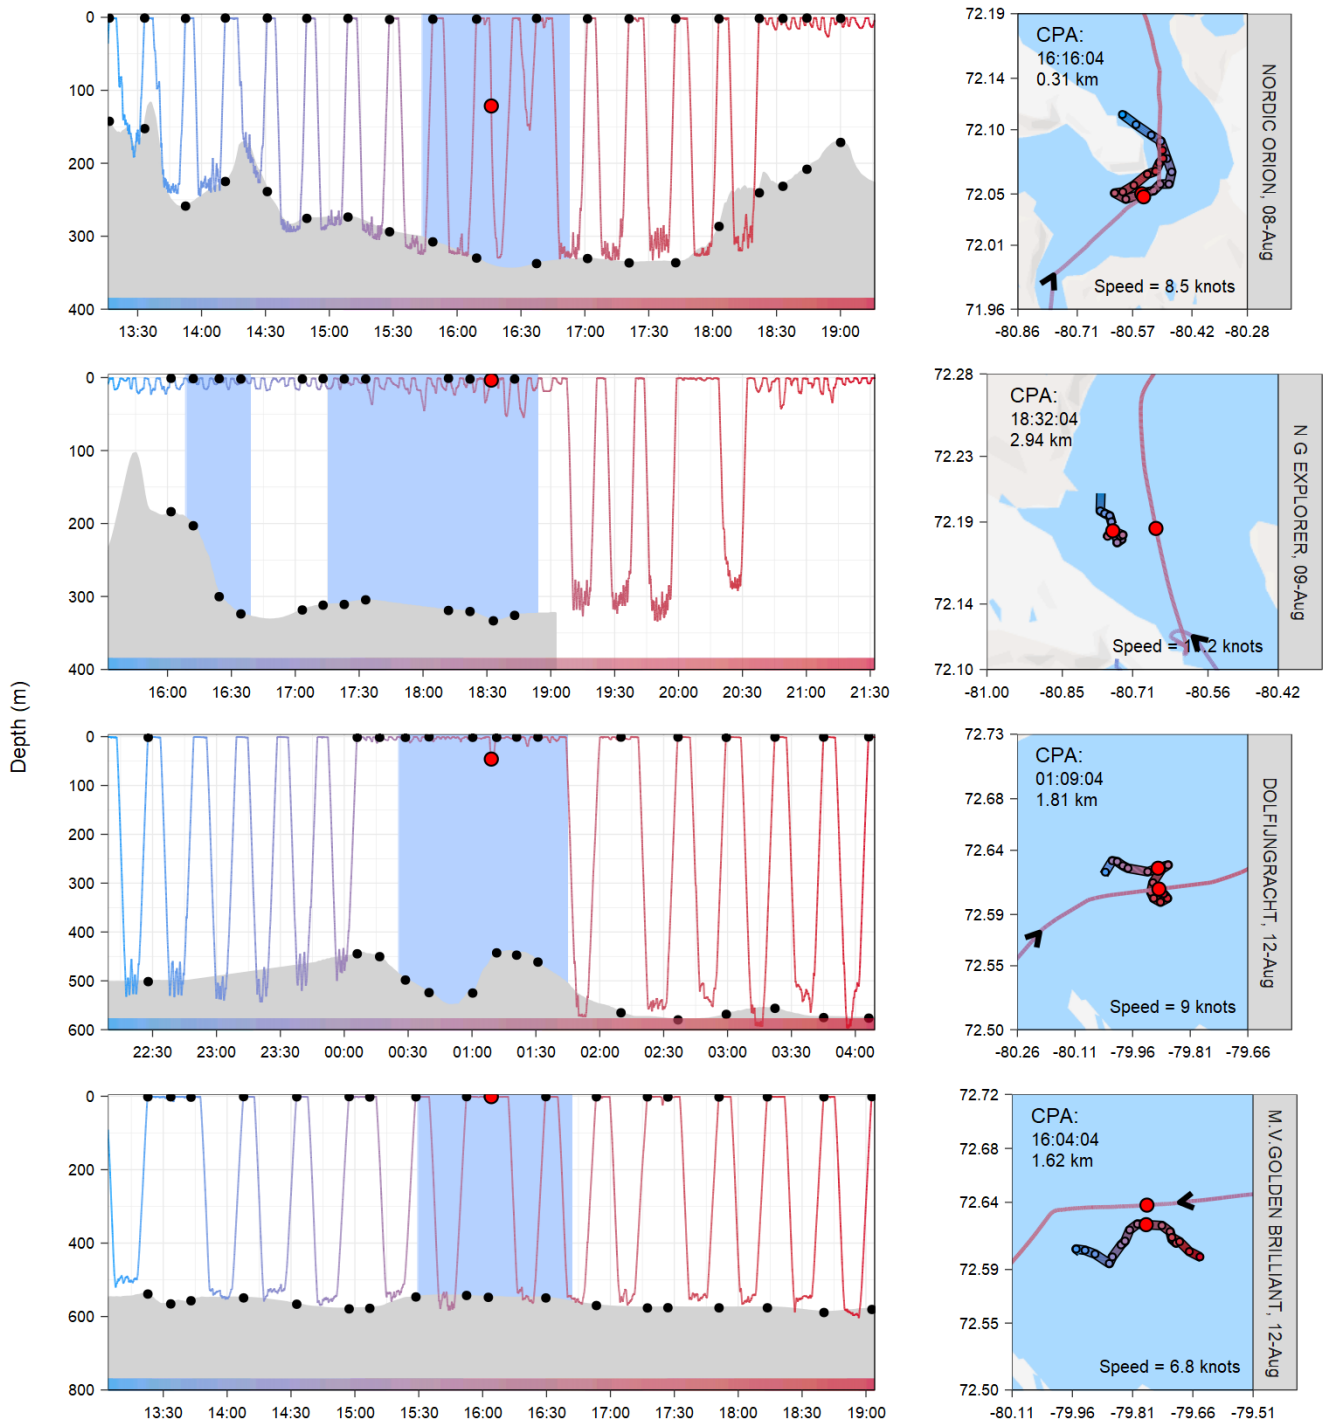 Depth (m)
0
100
200
300
400
13:30 14:00 14:30 15:00 15:30 16:00 16:30 17:00 17:30 18:00 18:30 19:00
72.19
72.14
72.10
72.05
72.01
71.96
CPA:
16:16:04
0.31 km
Speed = 8.5 knots
-80.86 -80.71 -80.57 -80.42 -80.28
NORDIC ORION, 08-Aug
0
100
200
300
400
16:00 16:30 17:00 17:30 18:00 18:30 19:00 19:30 20:00 20:30 21:00 21:30
72.28
72.23
72.19
72.14
72.10
CPA:
18:32:04
2.94 km
Speed = 1 .2 knots
-81.00 -80.85 -80.71 -80.56 -80.42
N G EXPLORER, 09-Aug
0
100
200
300
400
500
600
22:30 23:00 23:30 00:00 00:30 01:00 01:30 02:00 02:30 03:00 03:30 04:00
72.73
72.68
72.64
72.59
72.55
72.50
CPA:
01:09:04
1.81 km
Speed = 9 knots
-80.26 -80.11 -79.96 -79.81 -79.66
DOLFIJNGRACHT, 12-Aug
0
200
400
600
800
13:30 14:00 14:30 15:00 15:30 16:00 16:30 17:00 17:30 18:00 18:30 19:00
72.72
72.68
72.64
72.59
72.55
72.50
CPA:
16:04:04
1.62 km
Speed = 6.8 knots
-80.11 -79.96 -79.81 -79.66 -79.51
M.V.GOLDEN BRILLIANT, 12-Aug